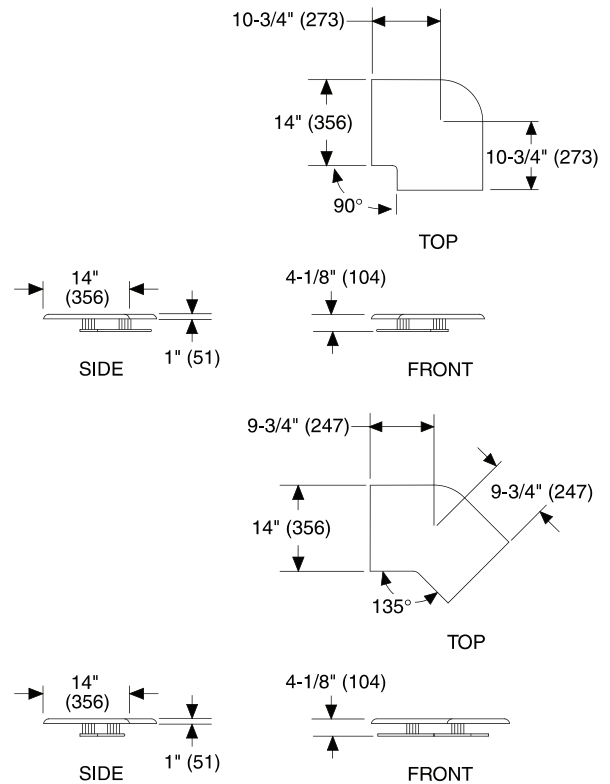 10-3/4" (273)
14" (356)
10-3/4" (273)
90°
TOP
14"
(356)
4-1/8" (104)
1" (51)
SIDE
FRONT
9-3/4" (247)
9-3/4" (247)
14" (356)
135°
TOP
14"
(356)
4-1/8" (104)
1" (51)
SIDE
FRONT